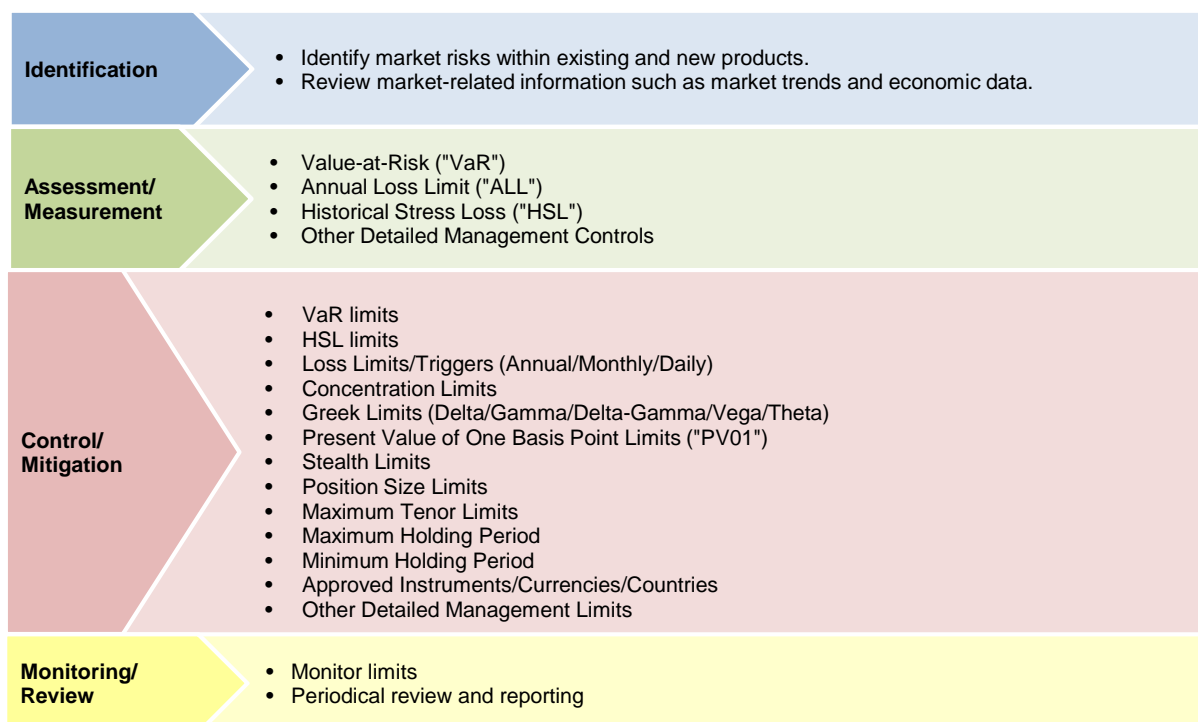 Identification
• Identify market risks within existing and new products.
• Review market-related information such as market trends and economic data.
Assessment/
Measurement
• Value-at-Risk ("VaR")
• Annual Loss Limit ("ALL")
• Historical Stress Loss ("HSL")
• Other Detailed Management Controls
Control/
Mitigation
• VaR limits
• HSL limits
• Loss Limits/Triggers (Annual/Monthly/Daily)
• Concentration Limits
• Greek Limits (Delta/Gamma/Delta-Gamma/Vega/Theta)
• Present Value of One Basis Point Limits ("PV01")
• Stealth Limits
• Position Size Limits
• Maximum Tenor Limits
• Maximum Holding Period
• Minimum Holding Period
• Approved Instruments/Currencies/Countries
• Other Detailed Management Limits
Monitoring/
Review
• Monitor limits
• Periodical review and reporting